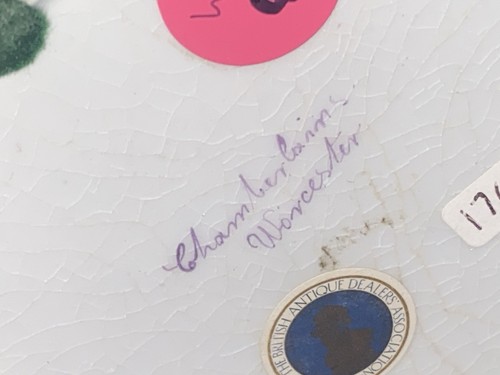 Chamberlains
Worcester
THE BRITISH ANTIQUE DEALERS' ASSOCIATION